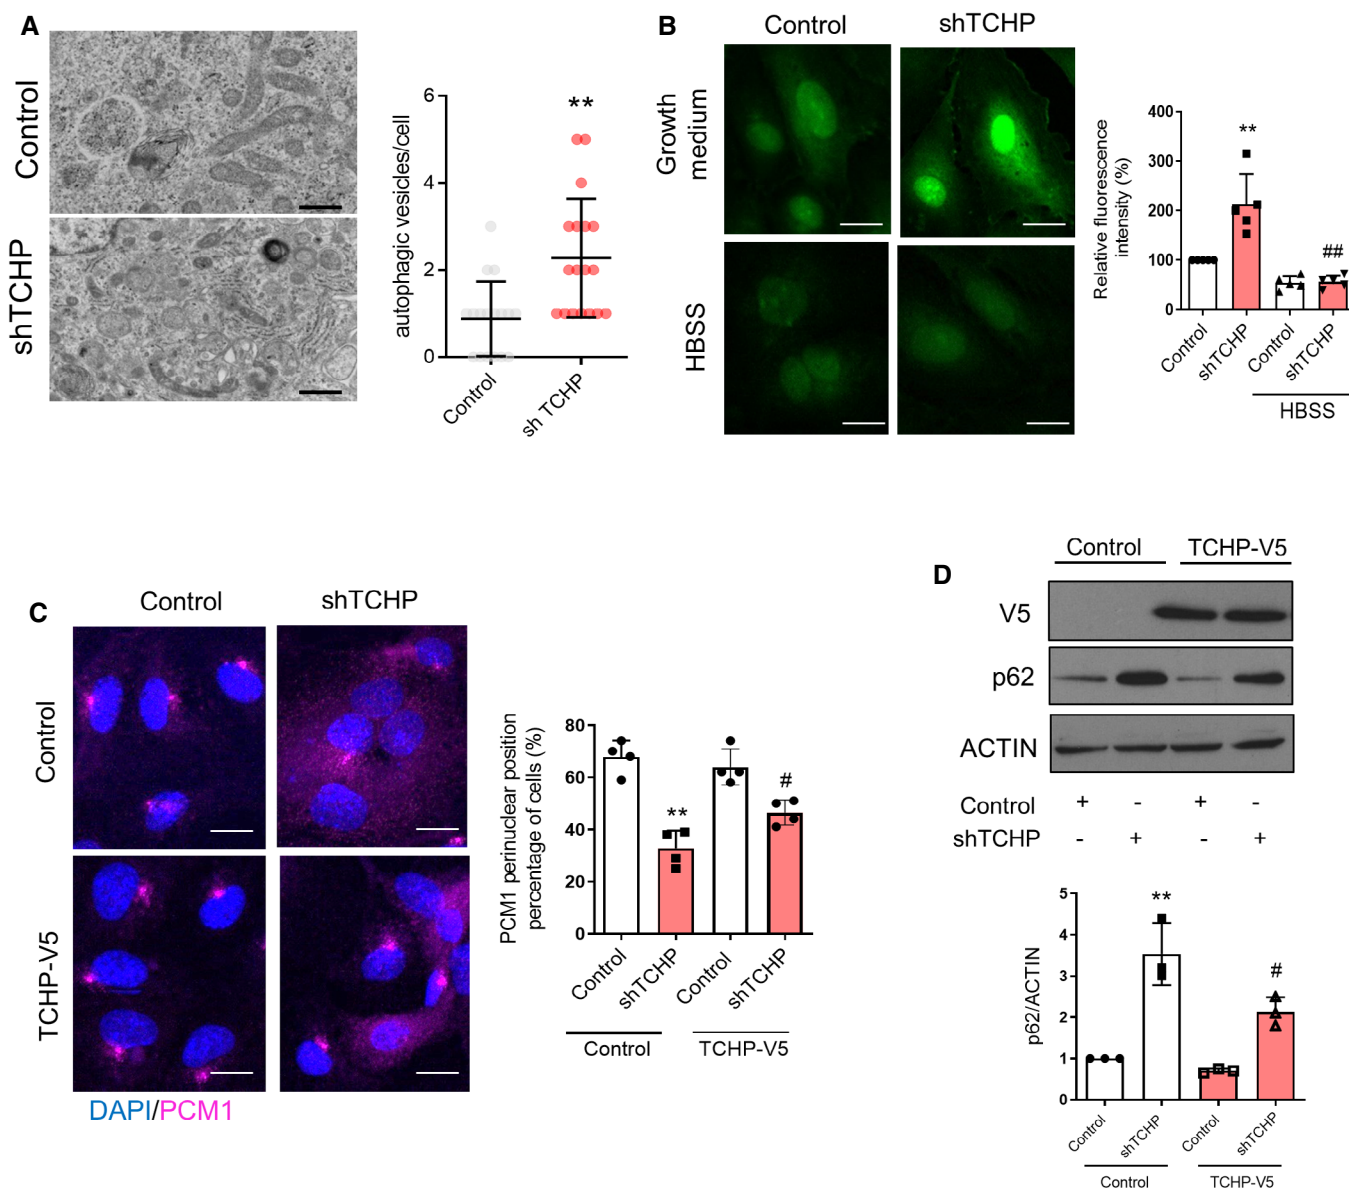 A
Control
shTCHP
autophagic vesicles/cell
6
4
2
0
**
Control
sh TCHP
B
Control
shTCHP
Growth
medium
HBSS
Relative fluorescence
intensity (%)
400
300
200
100
0
**
##
Control
shTCHP
Control
shTCHP
HBSS
C
Control
shTCHP
Control
TCHP-V5
DAPI/PCM1
PCM1 perinuclear position
percentage of cells (%)
80
60
40
20
0
**
#
Control
shTCHP
Control
shTCHP
Control
TCHP-V5
D
Control
TCHP-V5
V5
p62
ACTIN
Control + - + -
shTCHP - + - +
p62/ACTIN
5
4
3
2
1
0
**
#
Control
shTCHP
Control
shTCHP
Control
TCHP-V5